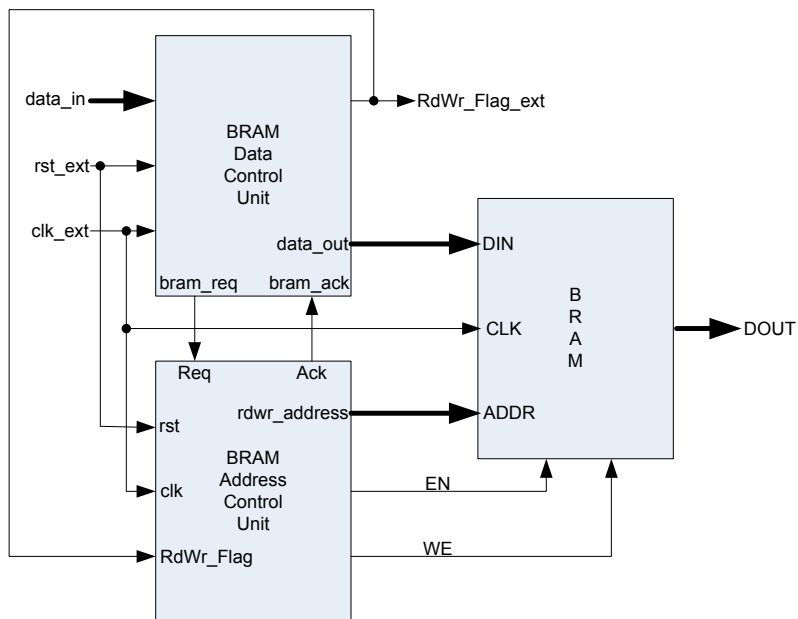 data_in
RdWr_Flag_ext
BRAM
Data
Control
Unit
rst_ext
clk_ext
data_out
DIN
bram_req
bram_ack
B
R
A
M
CLK
DOUT
Req
Ack
rdwr_address
ADDR
rst
BRAM
Address
Control
Unit
clk
EN
RdWr_Flag
WE